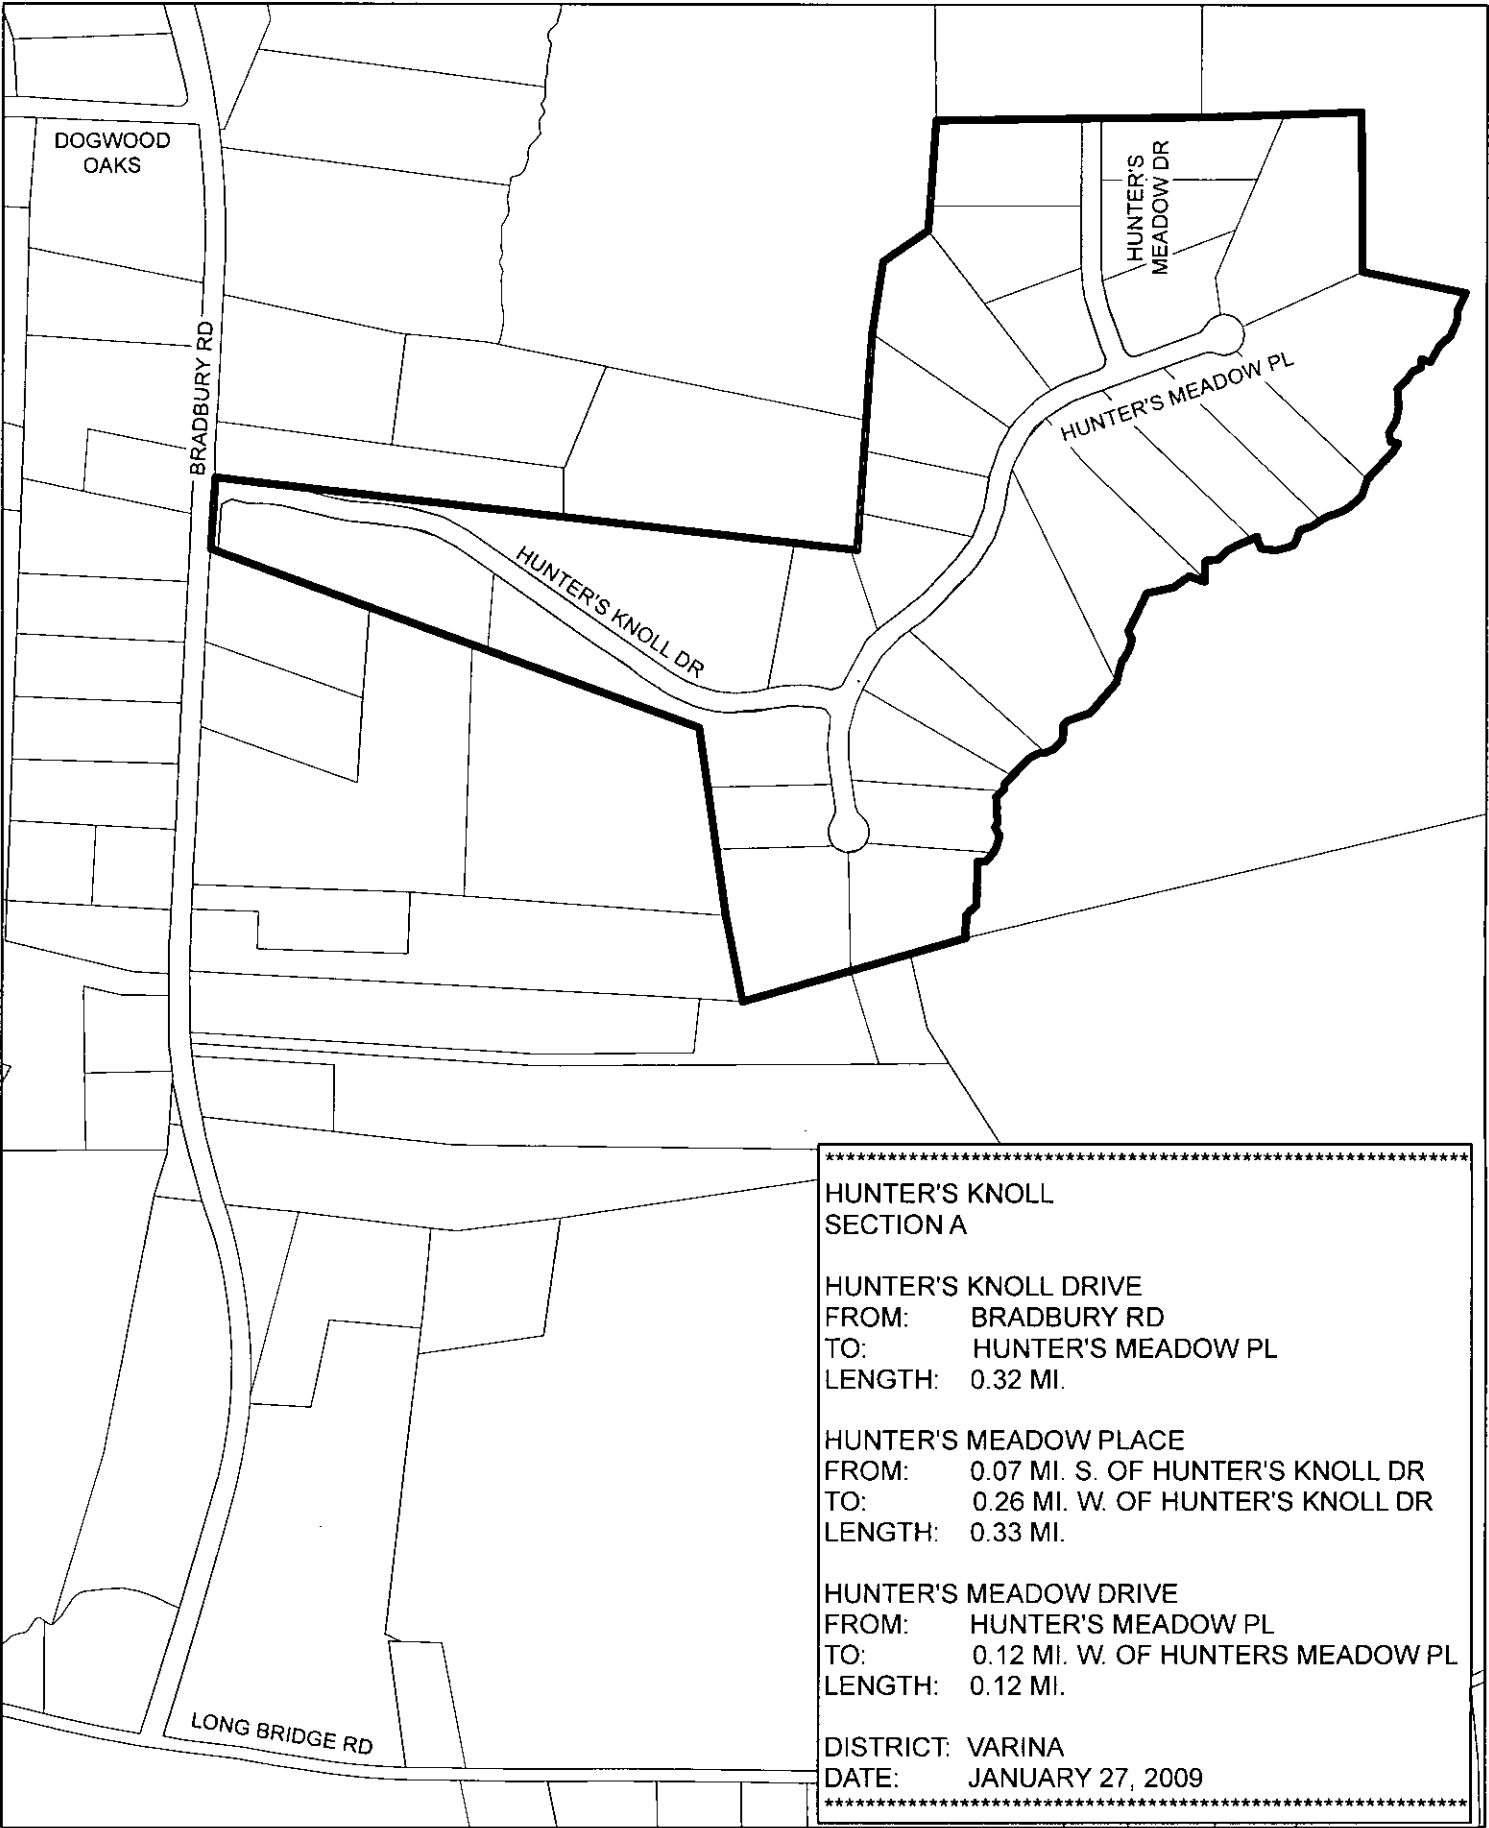 DOGWOOD
OAKS
HUNTER'S
MEADOW DR
BRADBURY RD
HUNTER'S MEADOW PL
HUNTER'S KNOLL DR
LONG BRIDGE RD
HUNTER'S KNOLL
SECTION A
HUNTER'S KNOLL DRIVE
FROM: BRADBURY RD
TO: HUNTER'S MEADOW PL
LENGTH: 0.32 MI.
HUNTER'S MEADOW PLACE
FROM: 0.07 MI. S. OF HUNTER'S KNOLL DR
TO: 0.26 MI. W. OF HUNTER'S KNOLL DR
LENGTH: 0.33 MI.
HUNTER'S MEADOW DRIVE
FROM: HUNTER'S MEADOW PL
TO: 0.12 MI. W. OF HUNTERS MEADOW PL
LENGTH: 0.12 MI.
DISTRICT: VARINA
DATE: JANUARY 27, 2009